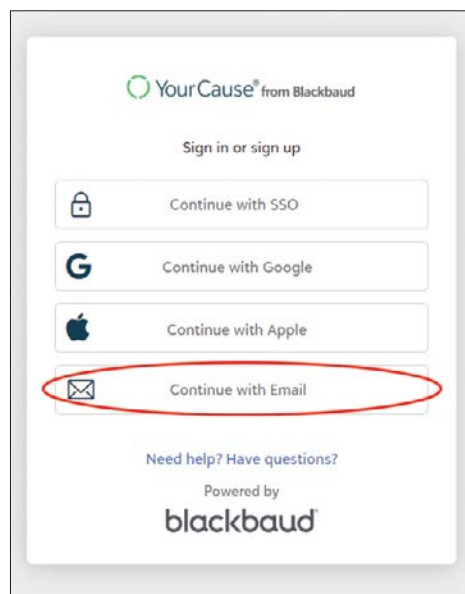 YourCause® from Blackbaud
Sign in or sign up
Continue with SSO
Continue with Google
Continue with Apple
Continue with Email
Need help? Have questions?
Powered by
blackbaud